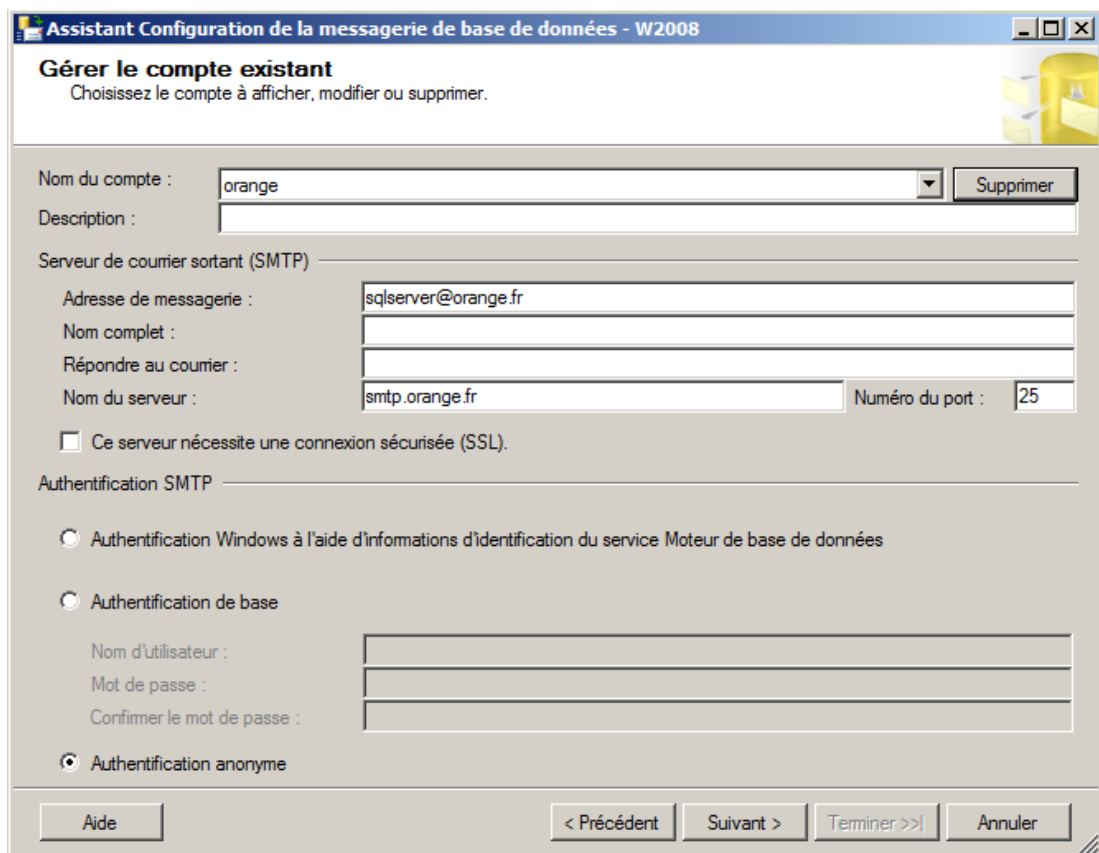 Assistant Configuration de la messagerie de base de données - W2008
Gérer le compte existant
Choisissez le compte à afficher, modifier ou supprimer.
Nom du compte : orange Supprimer
Description :
Serveur de courrier sortant (SMTP)
Adresse de messagerie : sqlserver@orange.fr
Nom complet :
Répondre au courrier :
Nom du serveur : smtp.orange.fr Numéro du port : 25
Ce serveur nécessite une connexion sécurisée (SSL).
Authentification SMTP
Authentification Windows à l'aide d'informations d'identification du service Moteur de base de données
Authentification de base
Nom d'utilisateur :
Mot de passe :
Confirmer le mot de passe :
Authentification anonyme
Aide < Précédent Suivant > Terminer >>| Annuler